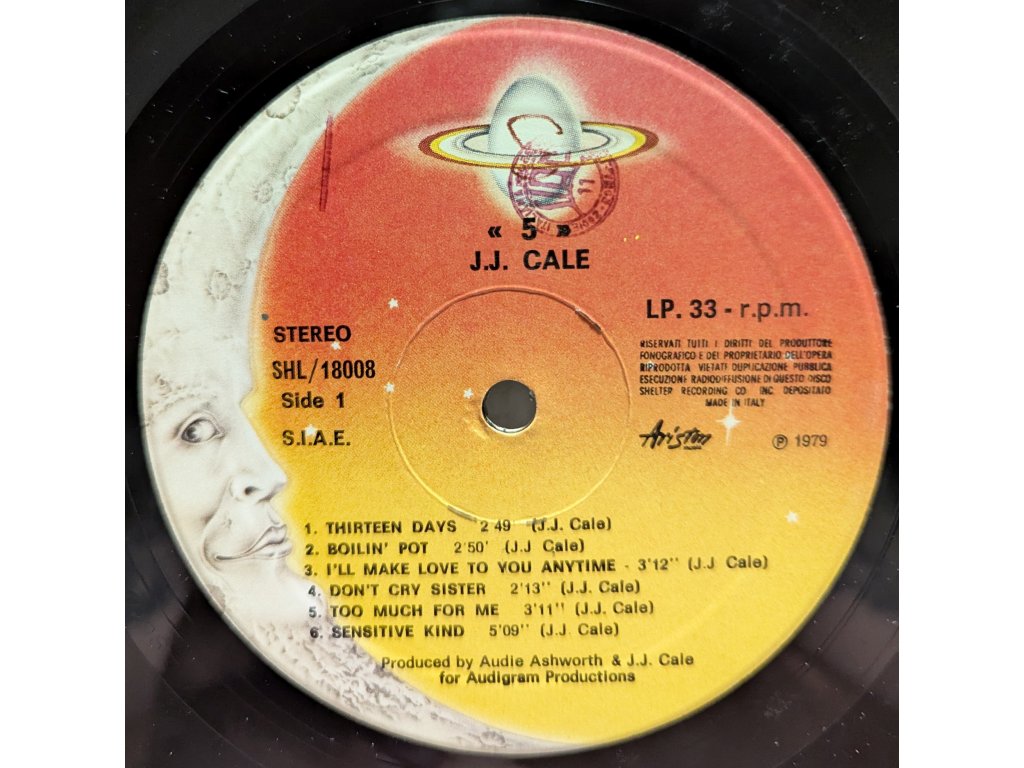 « 5 »
J.J. CALE
LP. 33 - r.p.m.
STEREO
SHL/18008
Side 1
S.I.A.E.
RISERVATI TUTTI I DIRITTI DEL PRODUTTORE
FONOGRAFICO E DEI PROPRIETARIO DELL'OPERA
RIPRODOTTA VIETATI DUPLICAZIONE PUBBLICA
ESECUZIONE RADIODIFFUSIONE DI QUESTO DISCO
SHELTER RECORDING CO INC DEPOSITATO
MADE IN ITALY
Ariston
℗ 1979
1. THIRTEEN DAYS 2'49' (J.J. Cale)
2. BOILIN' POT 2'50' (J.J Cale)
3. I'LL MAKE LOVE TO YOU ANYTIME - 3'12'' (J.J Cale)
4. DON'T CRY SISTER 2'13'' (J.J. Cale)
5. TOO MUCH FOR ME 3'11'' (J.J. Cale)
6. SENSITIVE KIND 5'09'' (J.J. Cale)
Produced by Audie Ashworth & J.J. Cale
for Audigram Productions